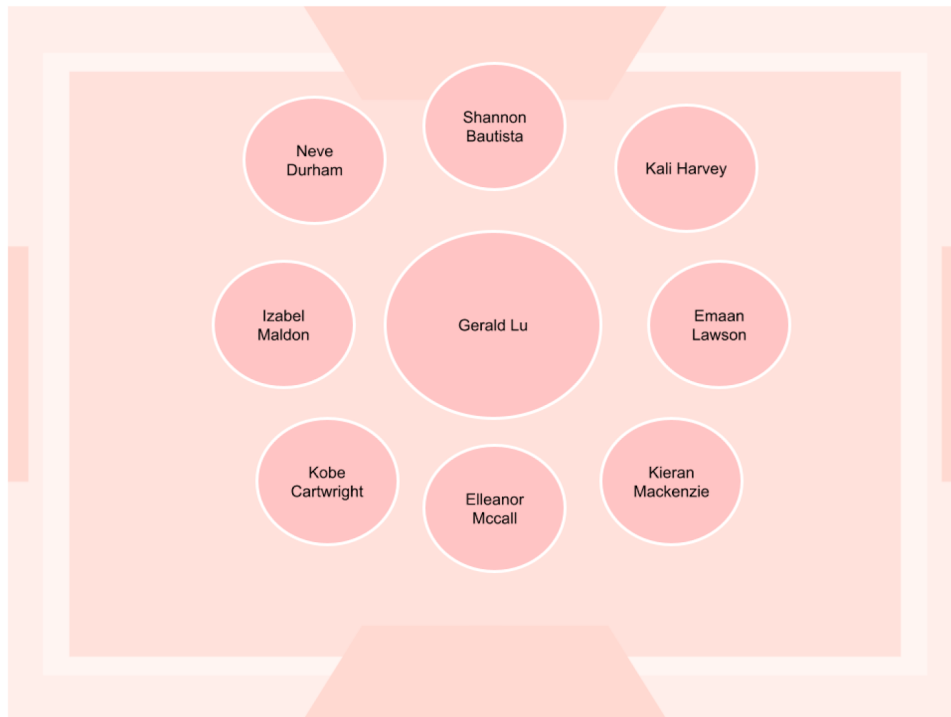 Shannon
Bautista
Neve
Durham
Kali Harvey
Izabel
Maldon
Gerald Lu
Emaan
Lawson
Kobe
Cartwright
Elleanor
Mccall
Kieran
Mackenzie